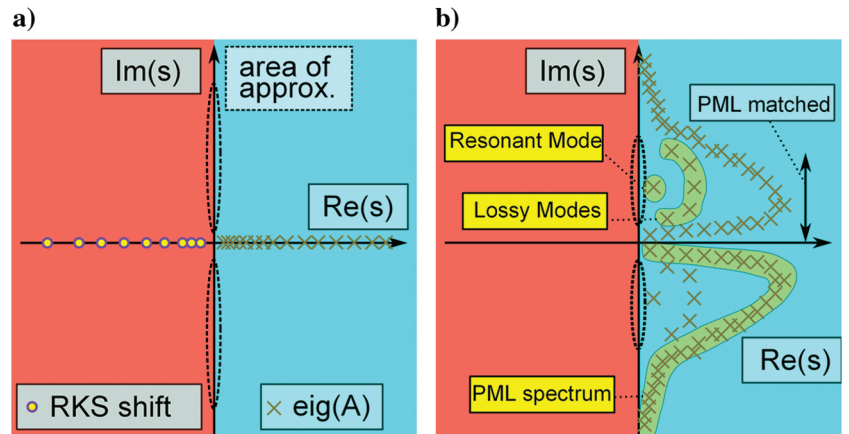 a)
Im(s)
area of
approx.
Re(s)
RKS shift
eig(A)
b)
Im(s)
PML matched
Resonant Mode
Lossy Modes
Re(s)
PML spectrum